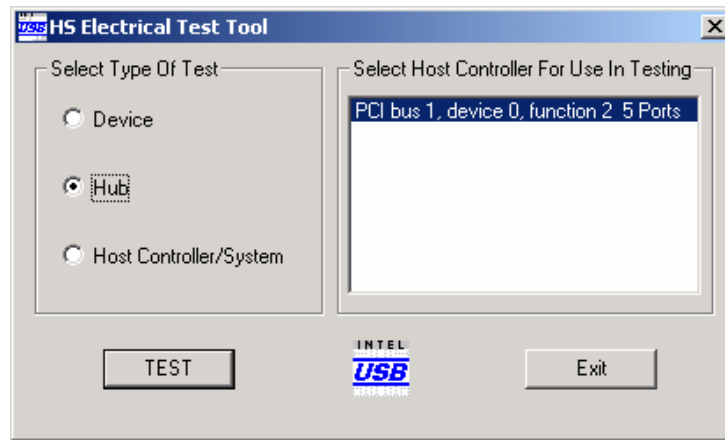 USB HS Electrical Test Tool
Select Type Of Test
Device
Hub
Host Controller/System
Select Host Controller For Use In Testing
PCI bus 1, device 0, function 2 5 Ports
TEST
INTEL
USB
Exit